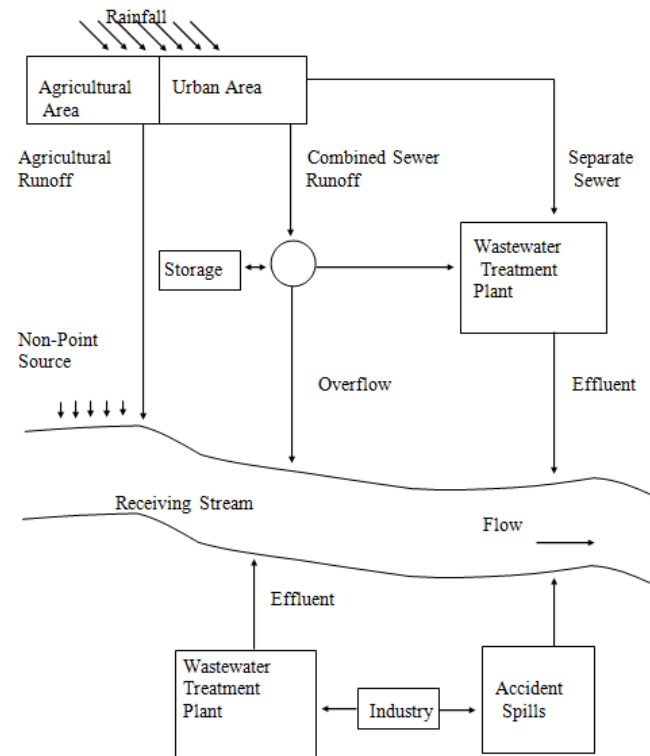 Rainfall
Agricultural
Area
Urban Area
Agricultural
Runoff
Combined Sewer
Runoff
Separate
Sewer
Storage
Wastewater
Treatment
Plant
Non-Point
Source
Overflow
Effluent
Receiving Stream
Flow
Effluent
Wastewater
Treatment
Plant
Industry
Accident
Spills